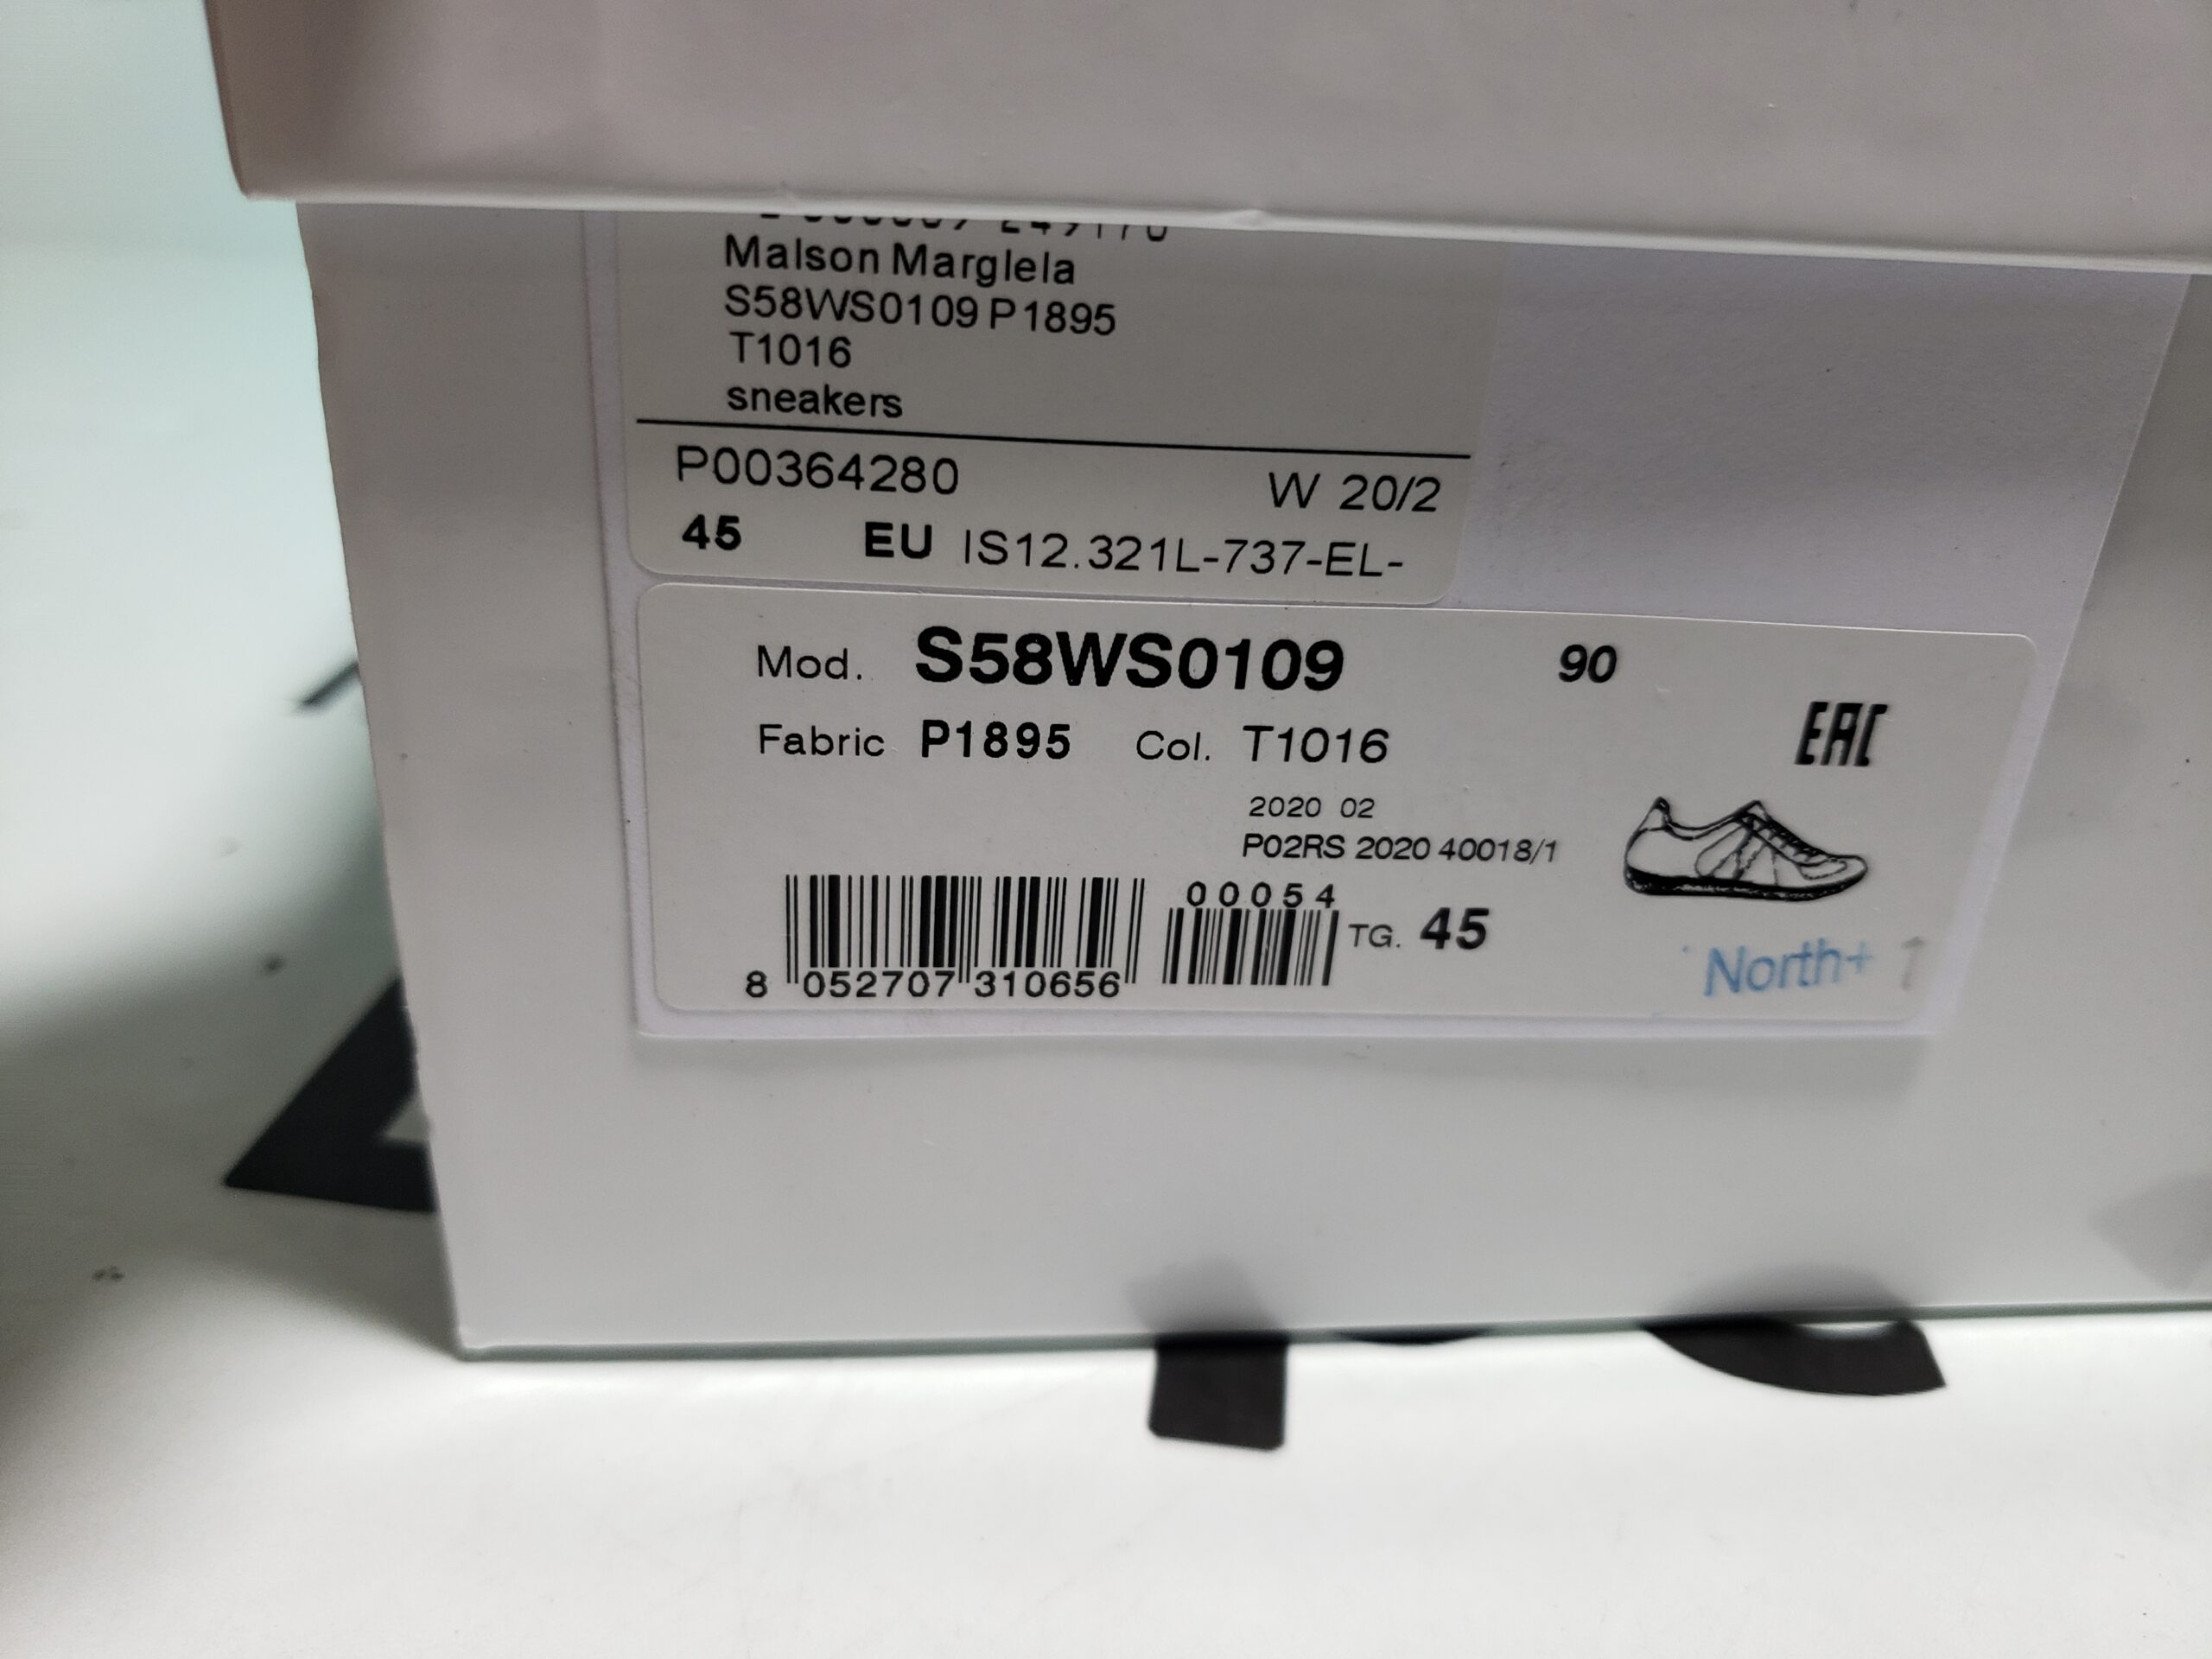 Malson Marglela
S58WS0109 P1895
T1016
sneakers
P00364280 W 20/2
45 EU IS12.321L-737-EL-
Mod. S58WS0109 90
Fabric P1895 Col. T1016
EAC
2020 02
P02RS 2020 40018/1
00054
TG. 45
8 052707 310656
North+